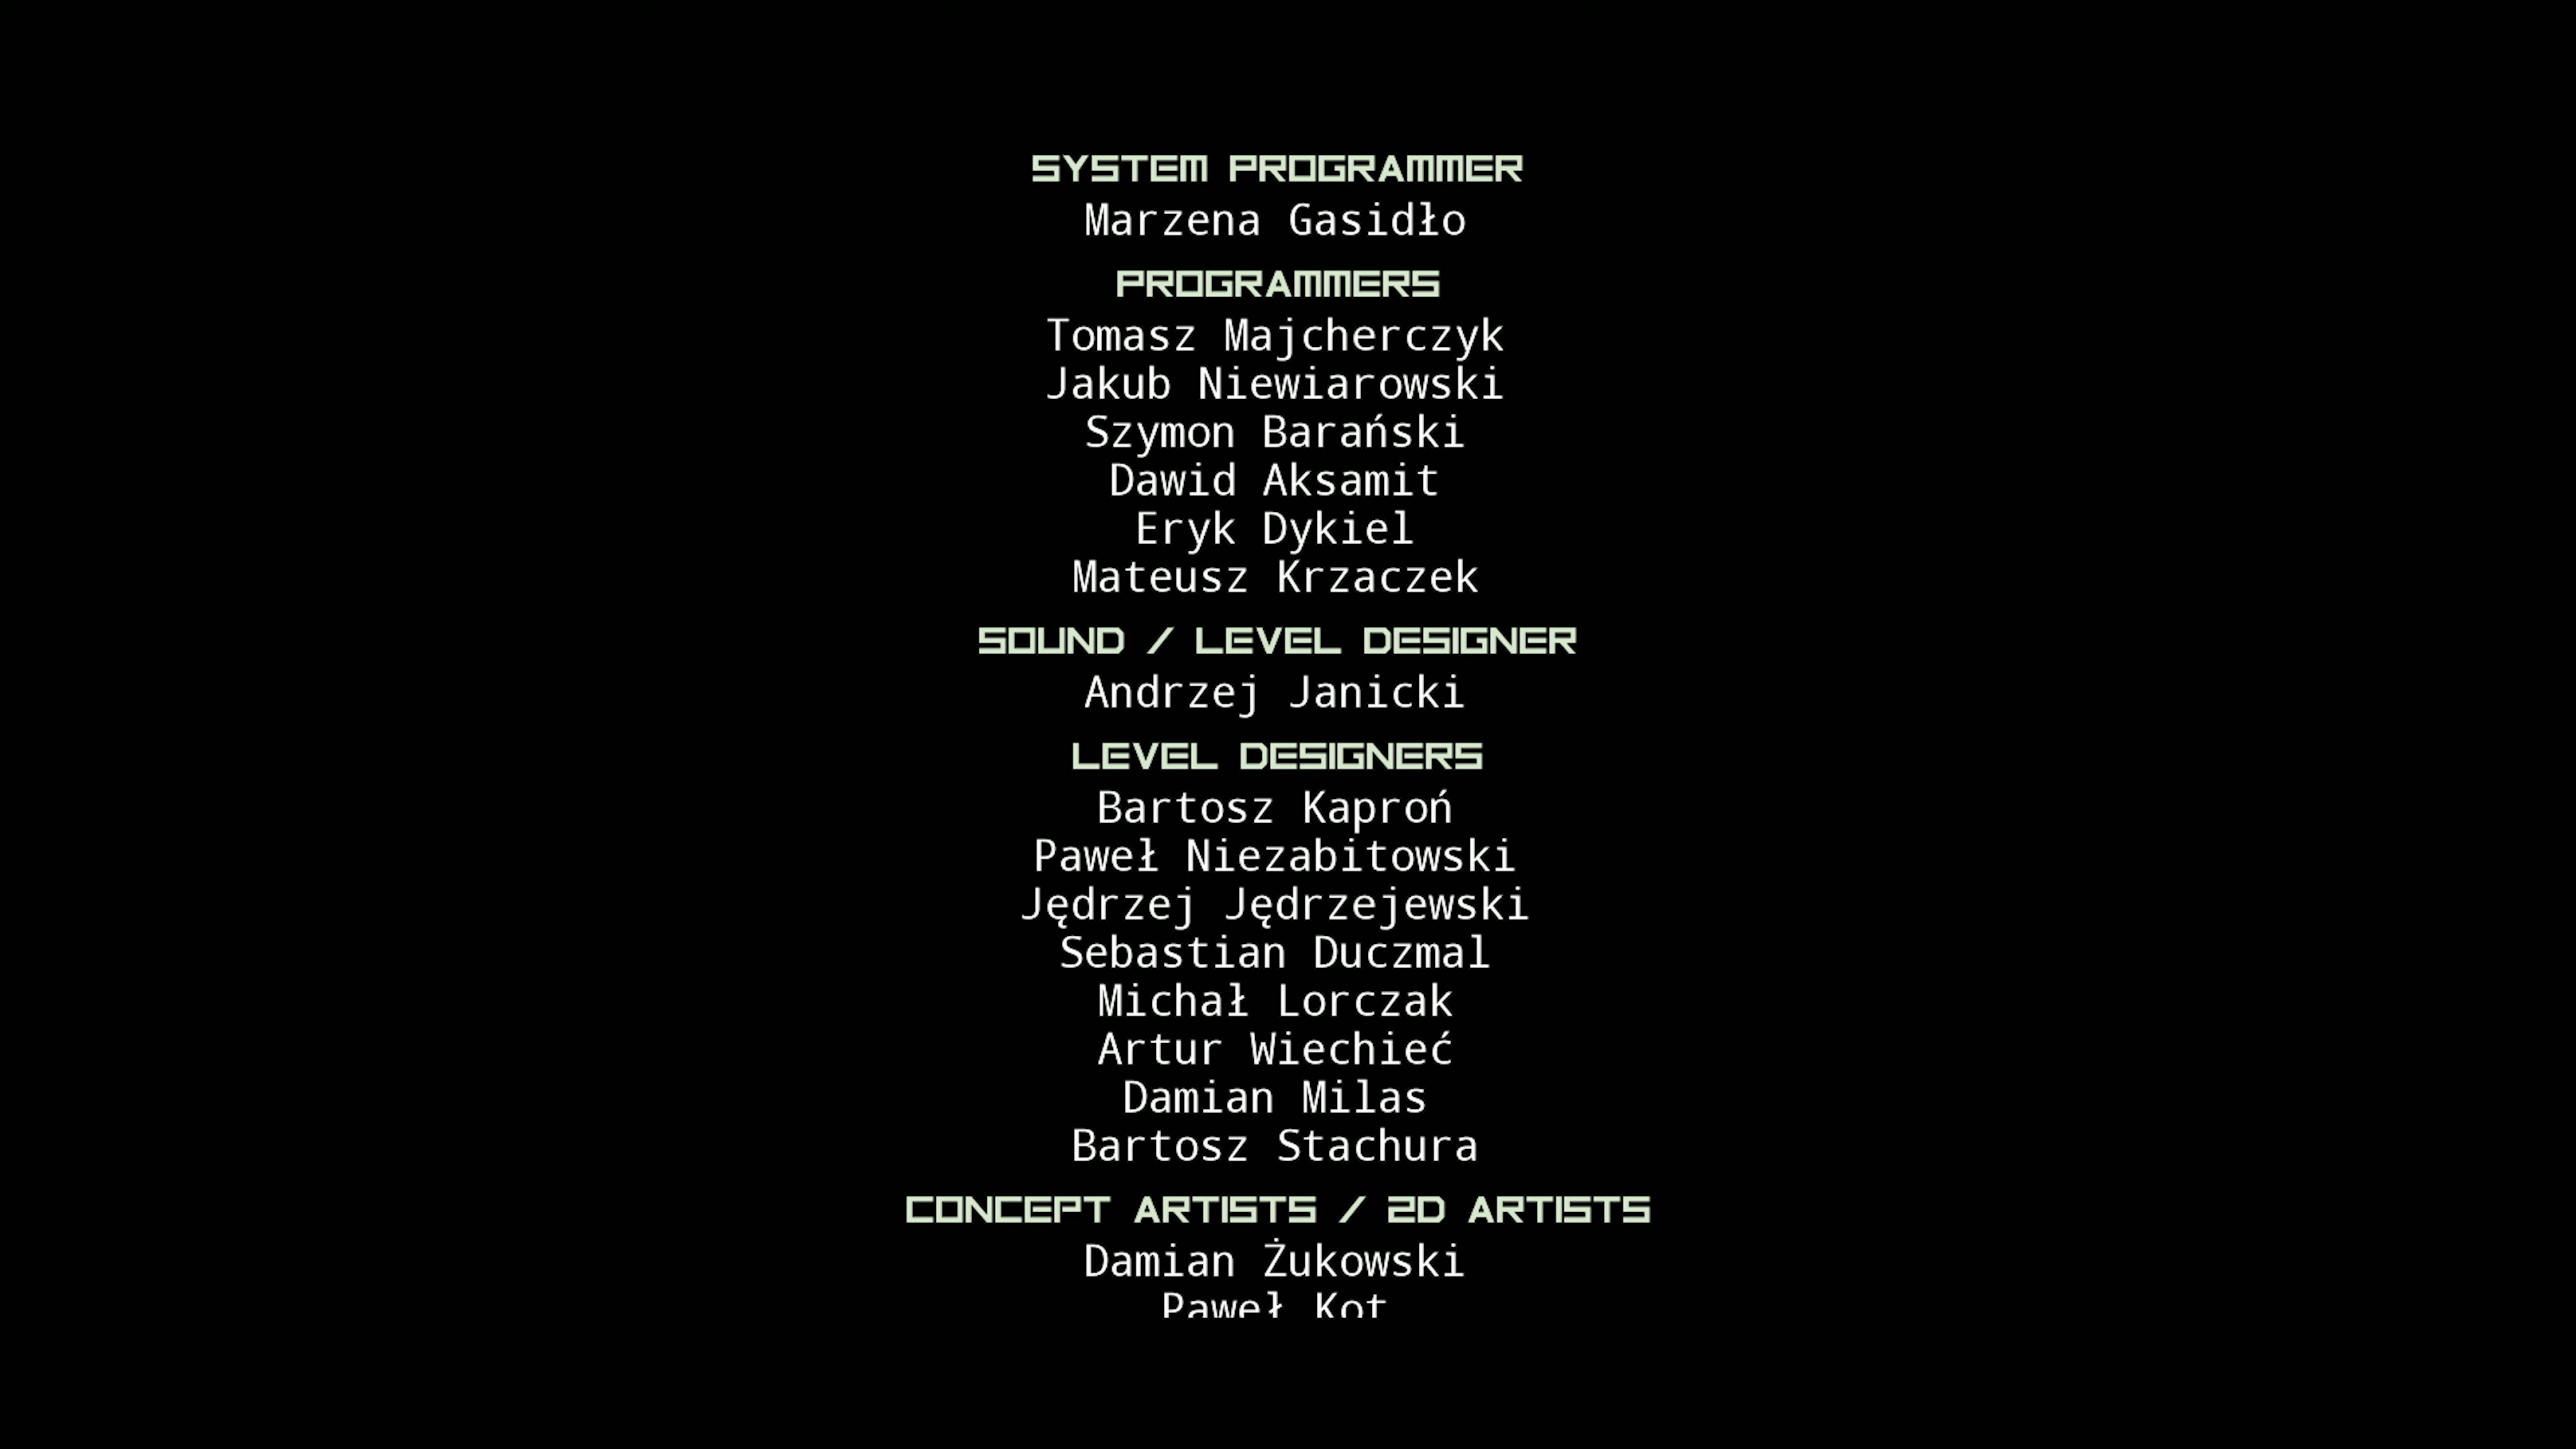 SYSTEM PROGRAMMER
Marzena Gasidło
PROGRAMMERS
Tomasz Majcherczyk
Jakub Niewiarowski
Szymon Barański
Dawid Aksamit
Eryk Dykiel
Mateusz Krzaczek
SOUND / LEVEL DESIGNER
Andrzej Janicki
LEVEL DESIGNERS
Bartosz Kaproń
Paweł Niezabitowski
Jędrzej Jędrzejewski
Sebastian Duczmal
Michał Lorczak
Artur Wiechieć
Damian Milas
Bartosz Stachura
CONCEPT ARTISTS / 2D ARTISTS
Damian Żukowski
Paweł Kot